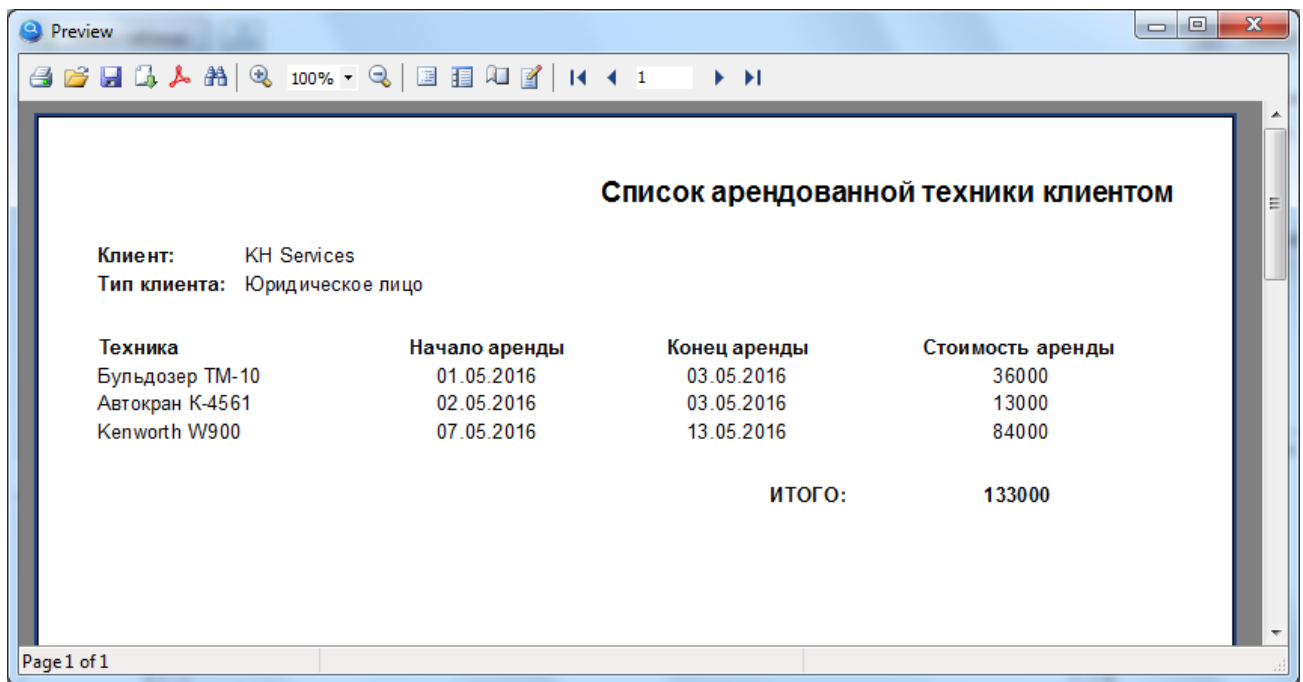 Preview
100%
1
Список арендованной техники клиентом
Клиент: KH Services
Тип клиента: Юридическое лицо
Техника Начало аренды Конец аренды Стоимость аренды
Бульдозер ТМ-10 01.05.2016 03.05.2016 36000
Автокран К-4561 02.05.2016 03.05.2016 13000
Kenworth W900 07.05.2016 13.05.2016 84000
ИТОГО: 133000
Page 1 of 1